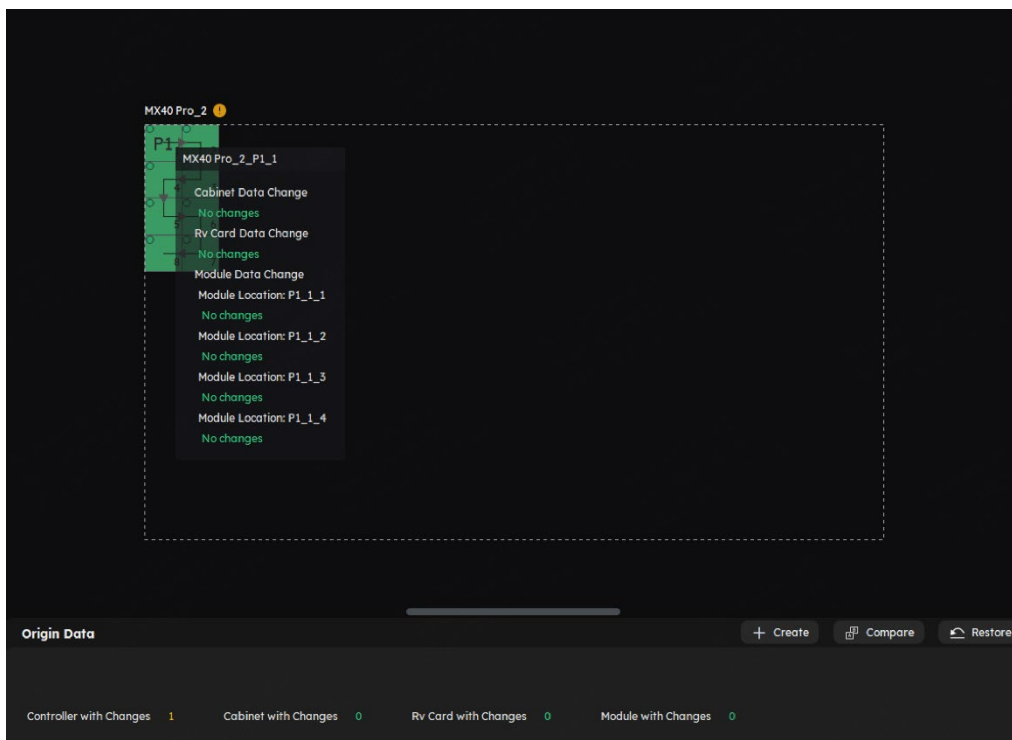 MX40 Pro_2
P1
MX40 Pro_2_P1_1
Cabinet Data Change
No changes
Rv Card Data Change
No changes
Module Data Change
Module Location: P1_1_1
No changes
Module Location: P1_1_2
No changes
Module Location: P1_1_3
No changes
Module Location: P1_1_4
No changes
4
5
8
Origin Data
+ Create
Compare
Restore
Controller with Changes 1 Cabinet with Changes 0 Rv Card with Changes 0 Module with Changes 0